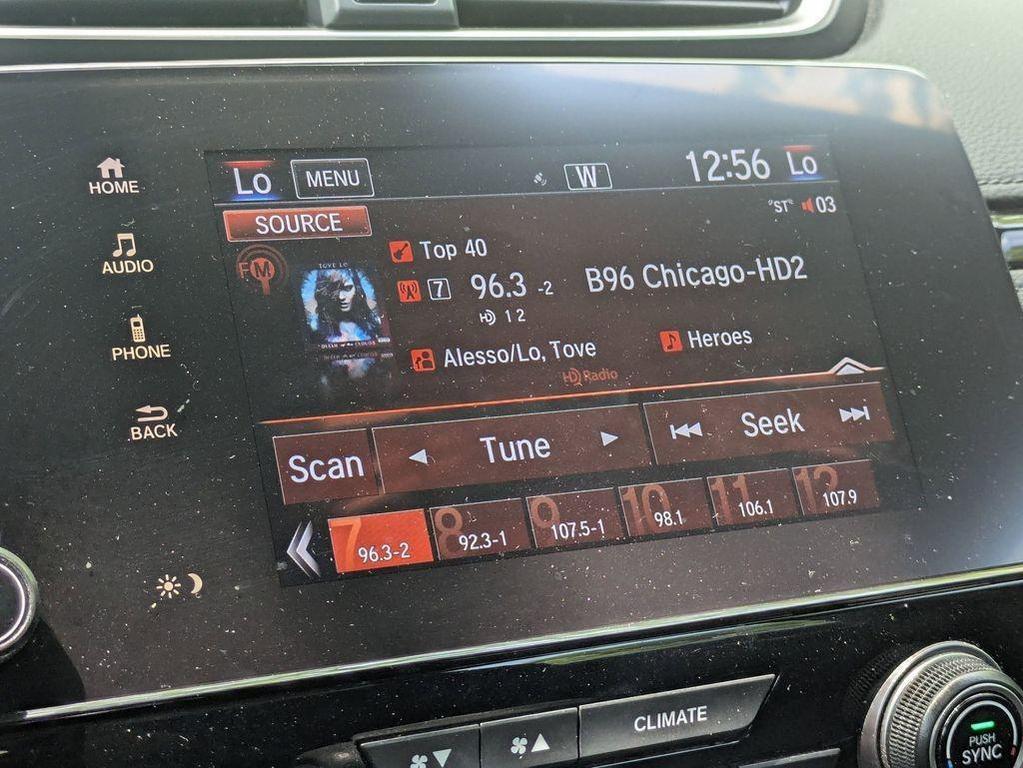 HOME
AUDIO
PHONE
BACK
Lo MENU W 12:56 Lo
SOURCE "ST" 03
FM
TOVE LO
Top 40
7 96.3 -2 B96 Chicago-HD2
HD 1 2
Alesso/Lo, Tove Heroes
HD Radio
Scan Tune Seek
7 96.3-2 8 92.3-1 9 107.5-1 10 98.1 11 106.1 12 107.9
CLIMATE
PUSH
SYNC